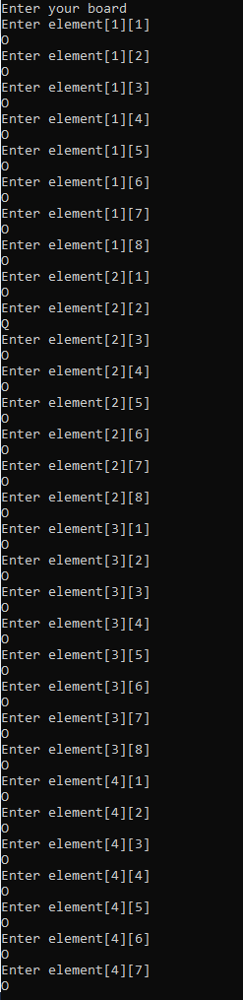 Enter your board
Enter element[1][1]
O
Enter element[1][2]
O
Enter element[1][3]
O
Enter element[1][4]
O
Enter element[1][5]
O
Enter element[1][6]
O
Enter element[1][7]
O
Enter element[1][8]
O
Enter element[2][1]
O
Enter element[2][2]
Q
Enter element[2][3]
O
Enter element[2][4]
O
Enter element[2][5]
O
Enter element[2][6]
O
Enter element[2][7]
O
Enter element[2][8]
O
Enter element[3][1]
O
Enter element[3][2]
O
Enter element[3][3]
O
Enter element[3][4]
O
Enter element[3][5]
O
Enter element[3][6]
O
Enter element[3][7]
O
Enter element[3][8]
O
Enter element[4][1]
O
Enter element[4][2]
O
Enter element[4][3]
O
Enter element[4][4]
O
Enter element[4][5]
O
Enter element[4][6]
O
Enter element[4][7]
O